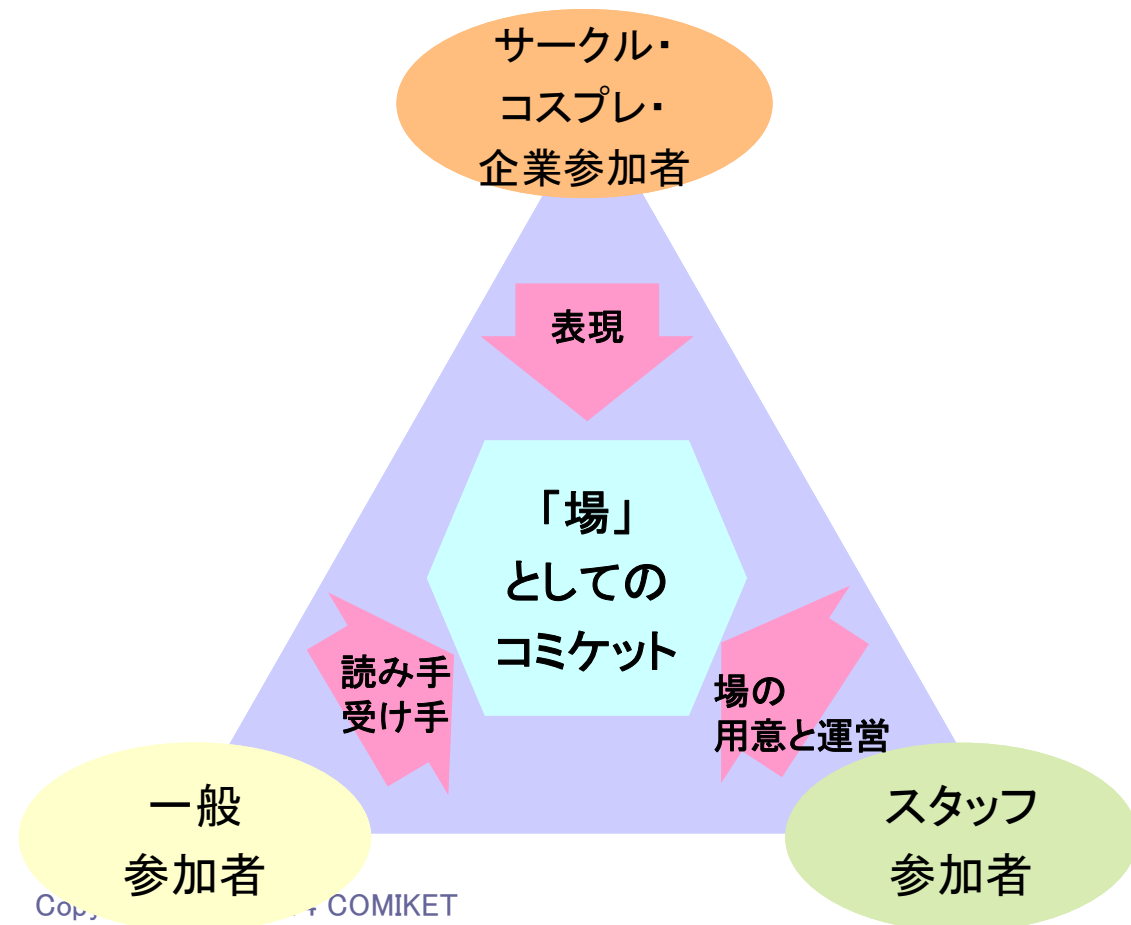 サークル・
コスプレ・
企業参加者
表現
「場」
としての
コミケット
読み手
受け手
場の
用意と運営
一般
参加者
スタッフ
参加者
COMIKET